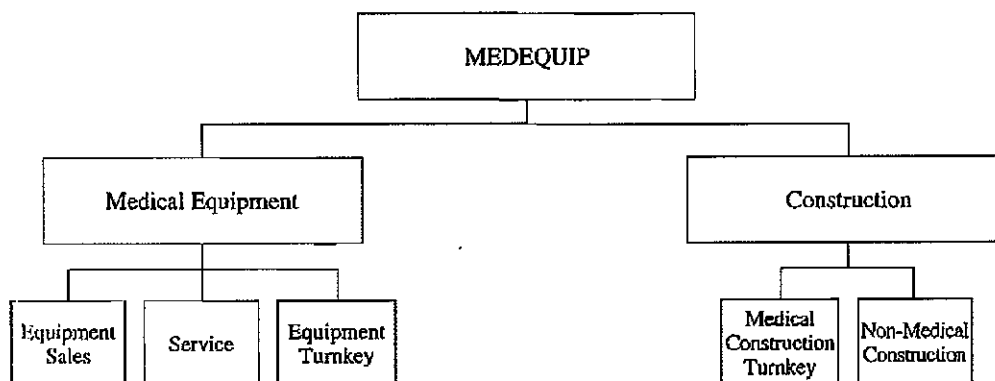 MEDEQUIP
Medical Equipment
Construction
Equipment
Sales
Service
Equipment
Turnkey
Medical
Construction
Turnkey
Non-Medical
Construction